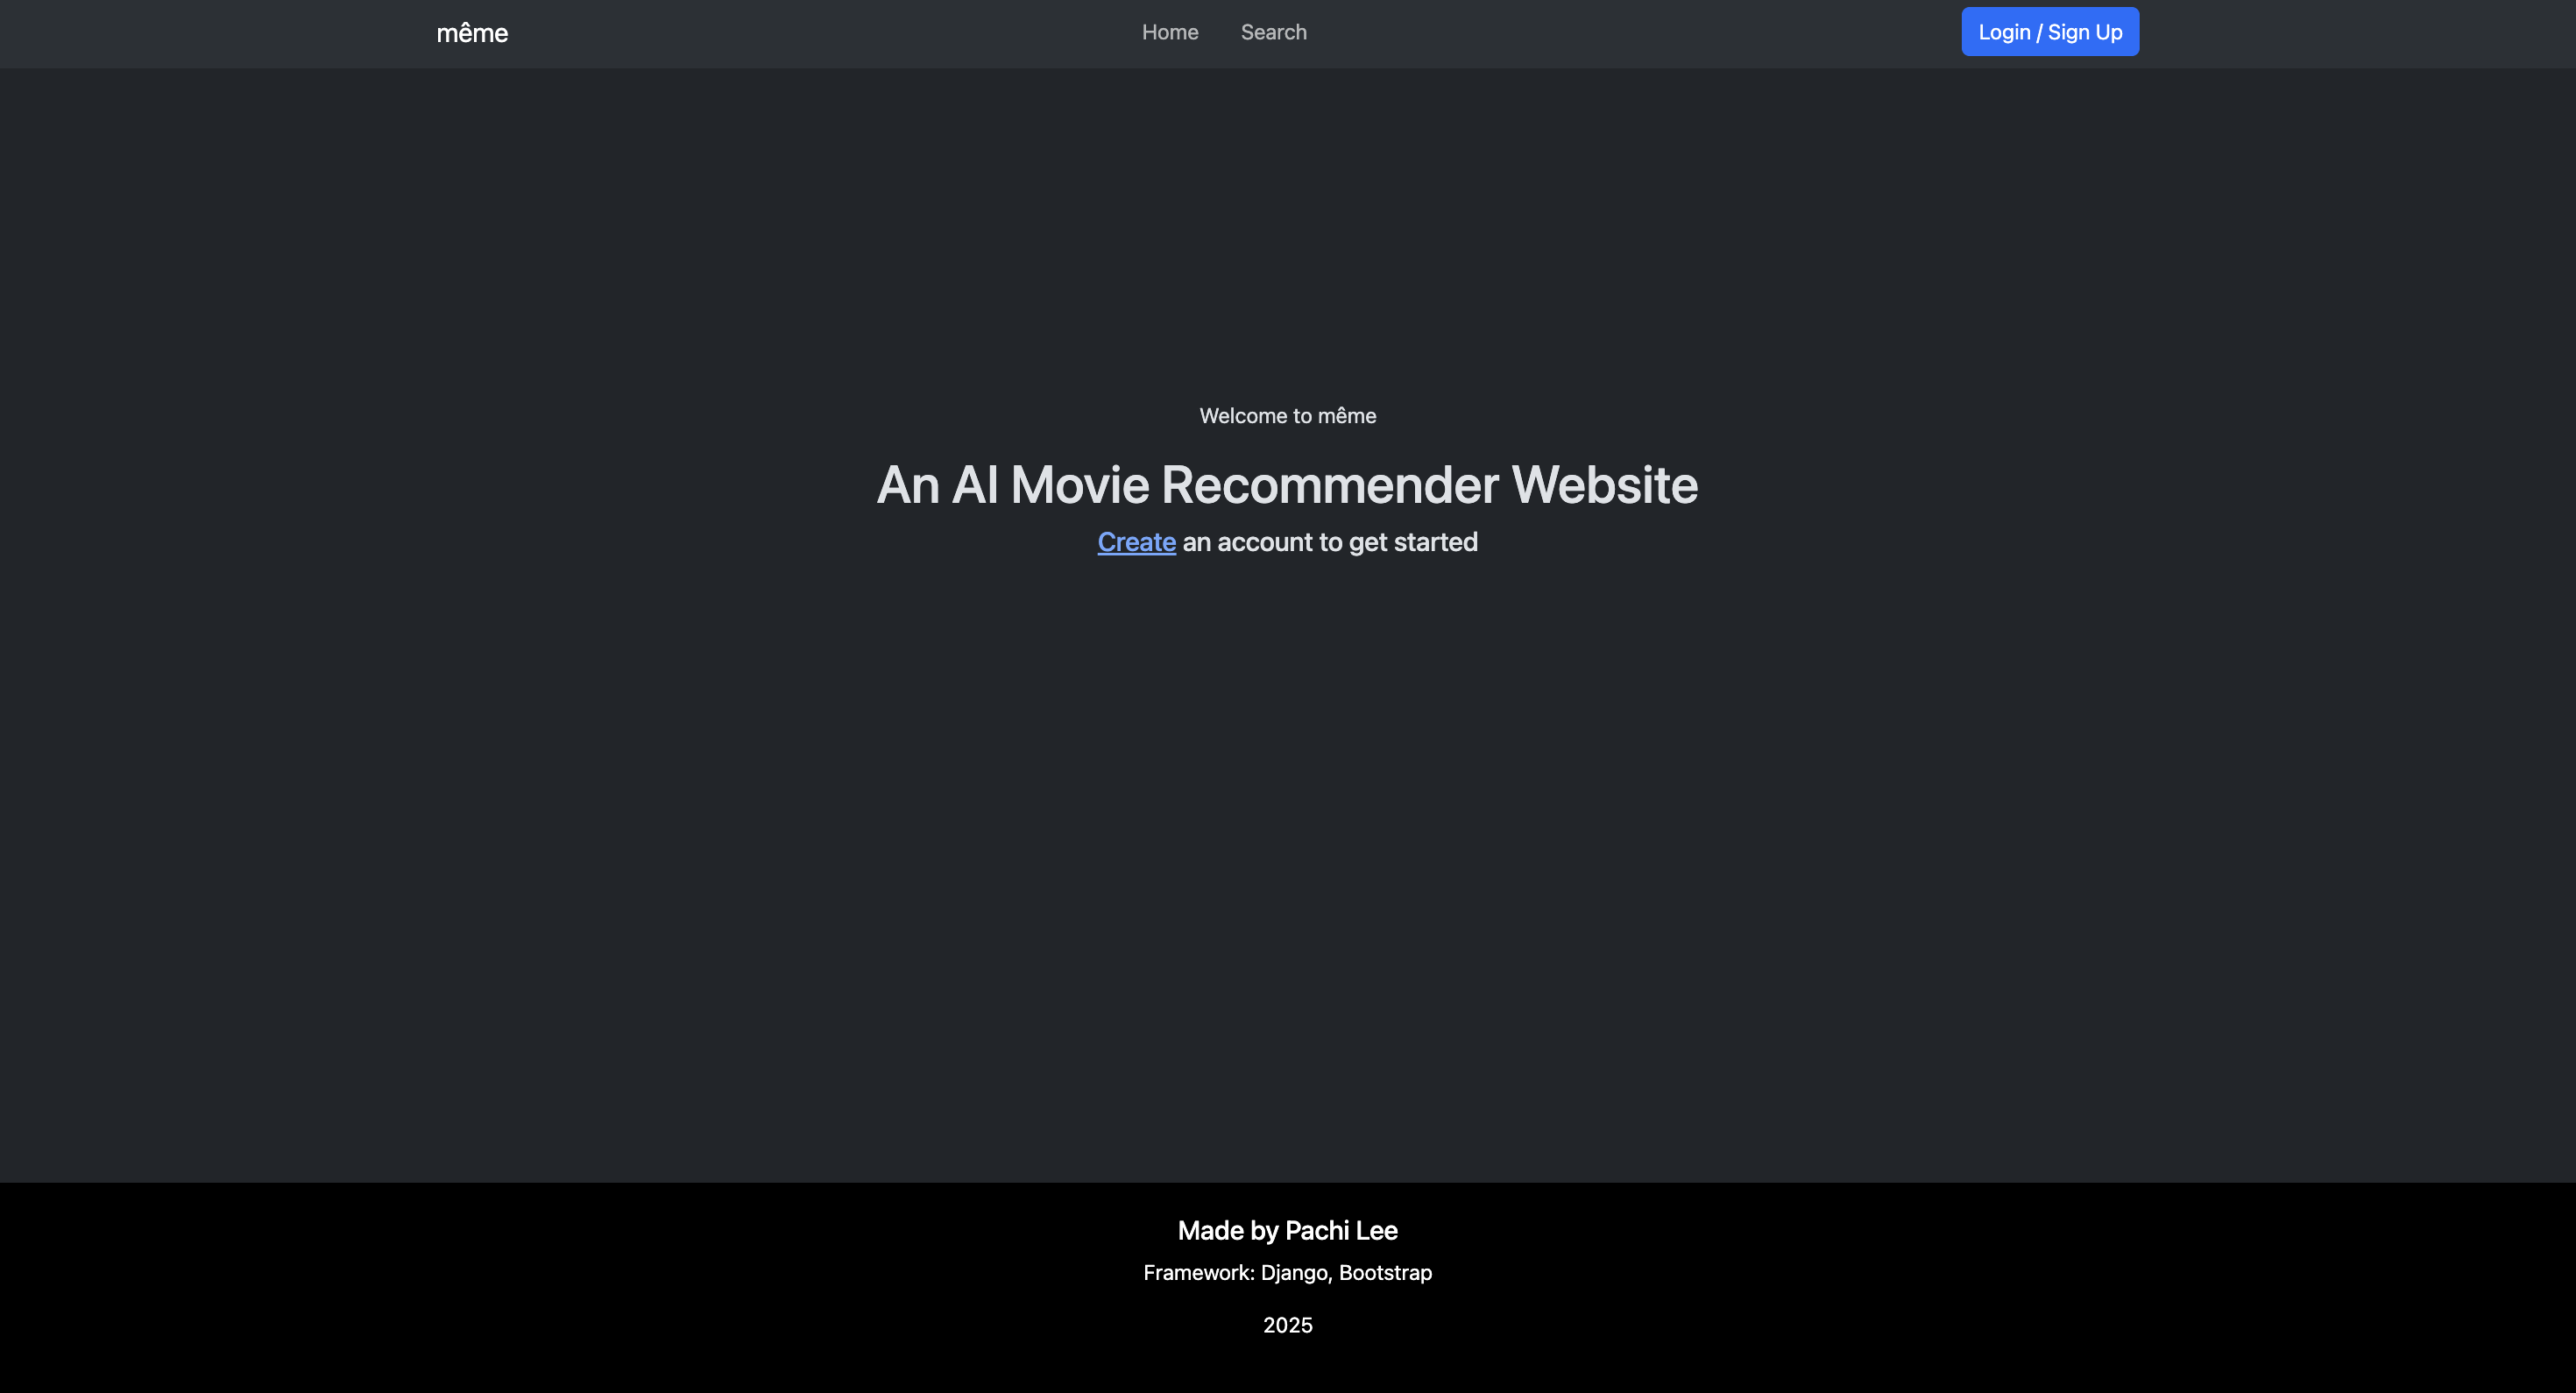 même
Home
Search
Login / Sign Up
Welcome to même
An AI Movie Recommender Website
Create an account to get started
Made by Pachi Lee
Framework: Django, Bootstrap
2025